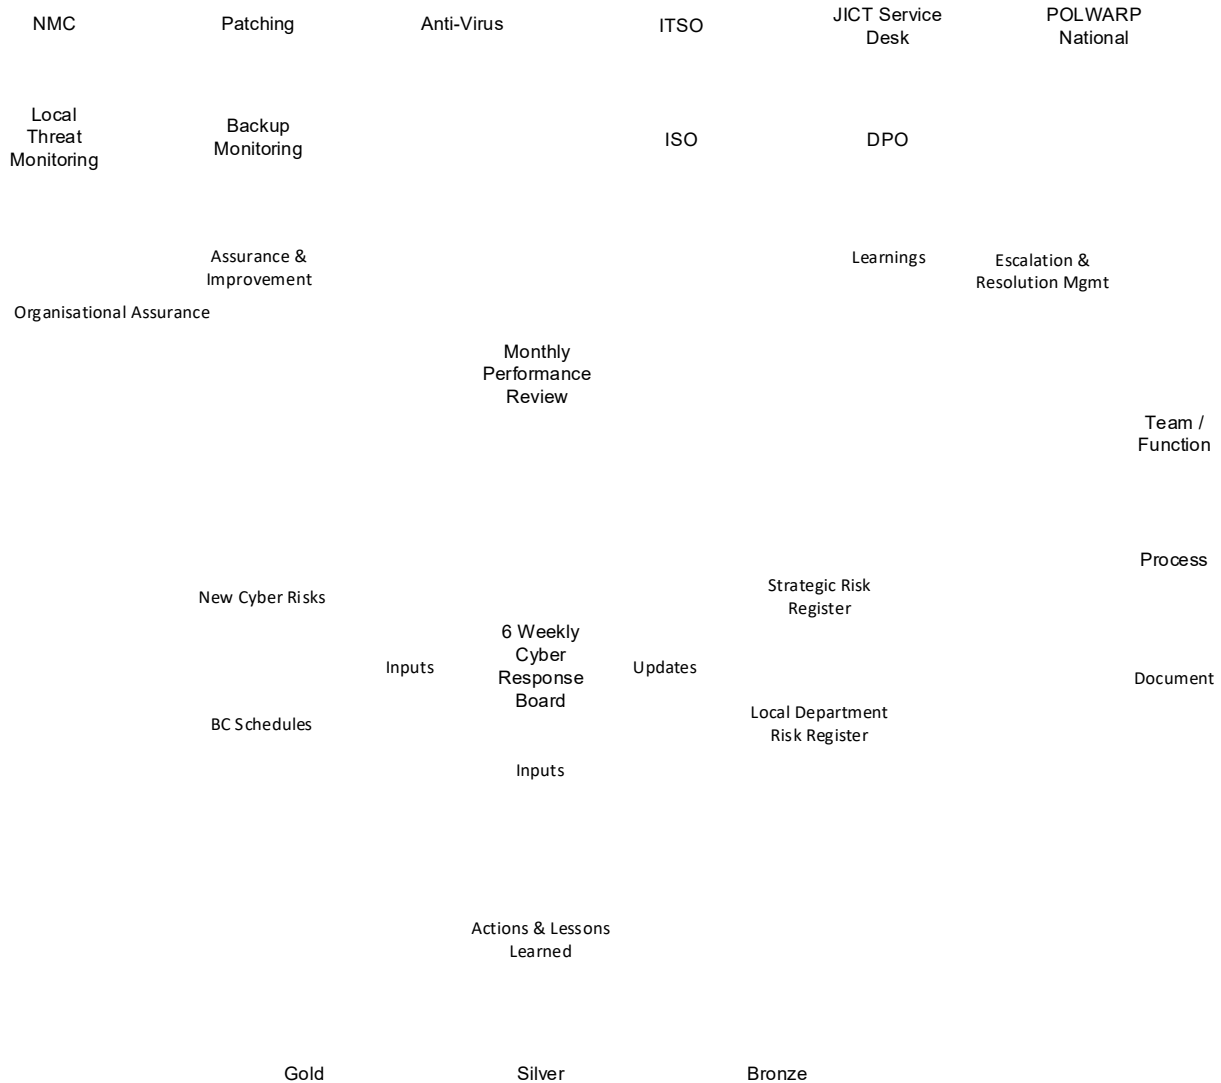 NMC
Patching
Anti-Virus
ITSO
JICT Service
Desk
POLWARP
National
Local
Threat
Monitoring
Backup
Monitoring
ISO
DPO
Assurance &
Improvement
Learnings
Escalation &
Resolution Mgmt
Organisational Assurance
Monthly
Performance
Review
Team /
Function
Process
New Cyber Risks
Strategic Risk
Register
Inputs
6 Weekly
Cyber
Response
Board
Updates
Document
BC Schedules
Local Department
Risk Register
Inputs
Actions & Lessons
Learned
Gold
Silver
Bronze